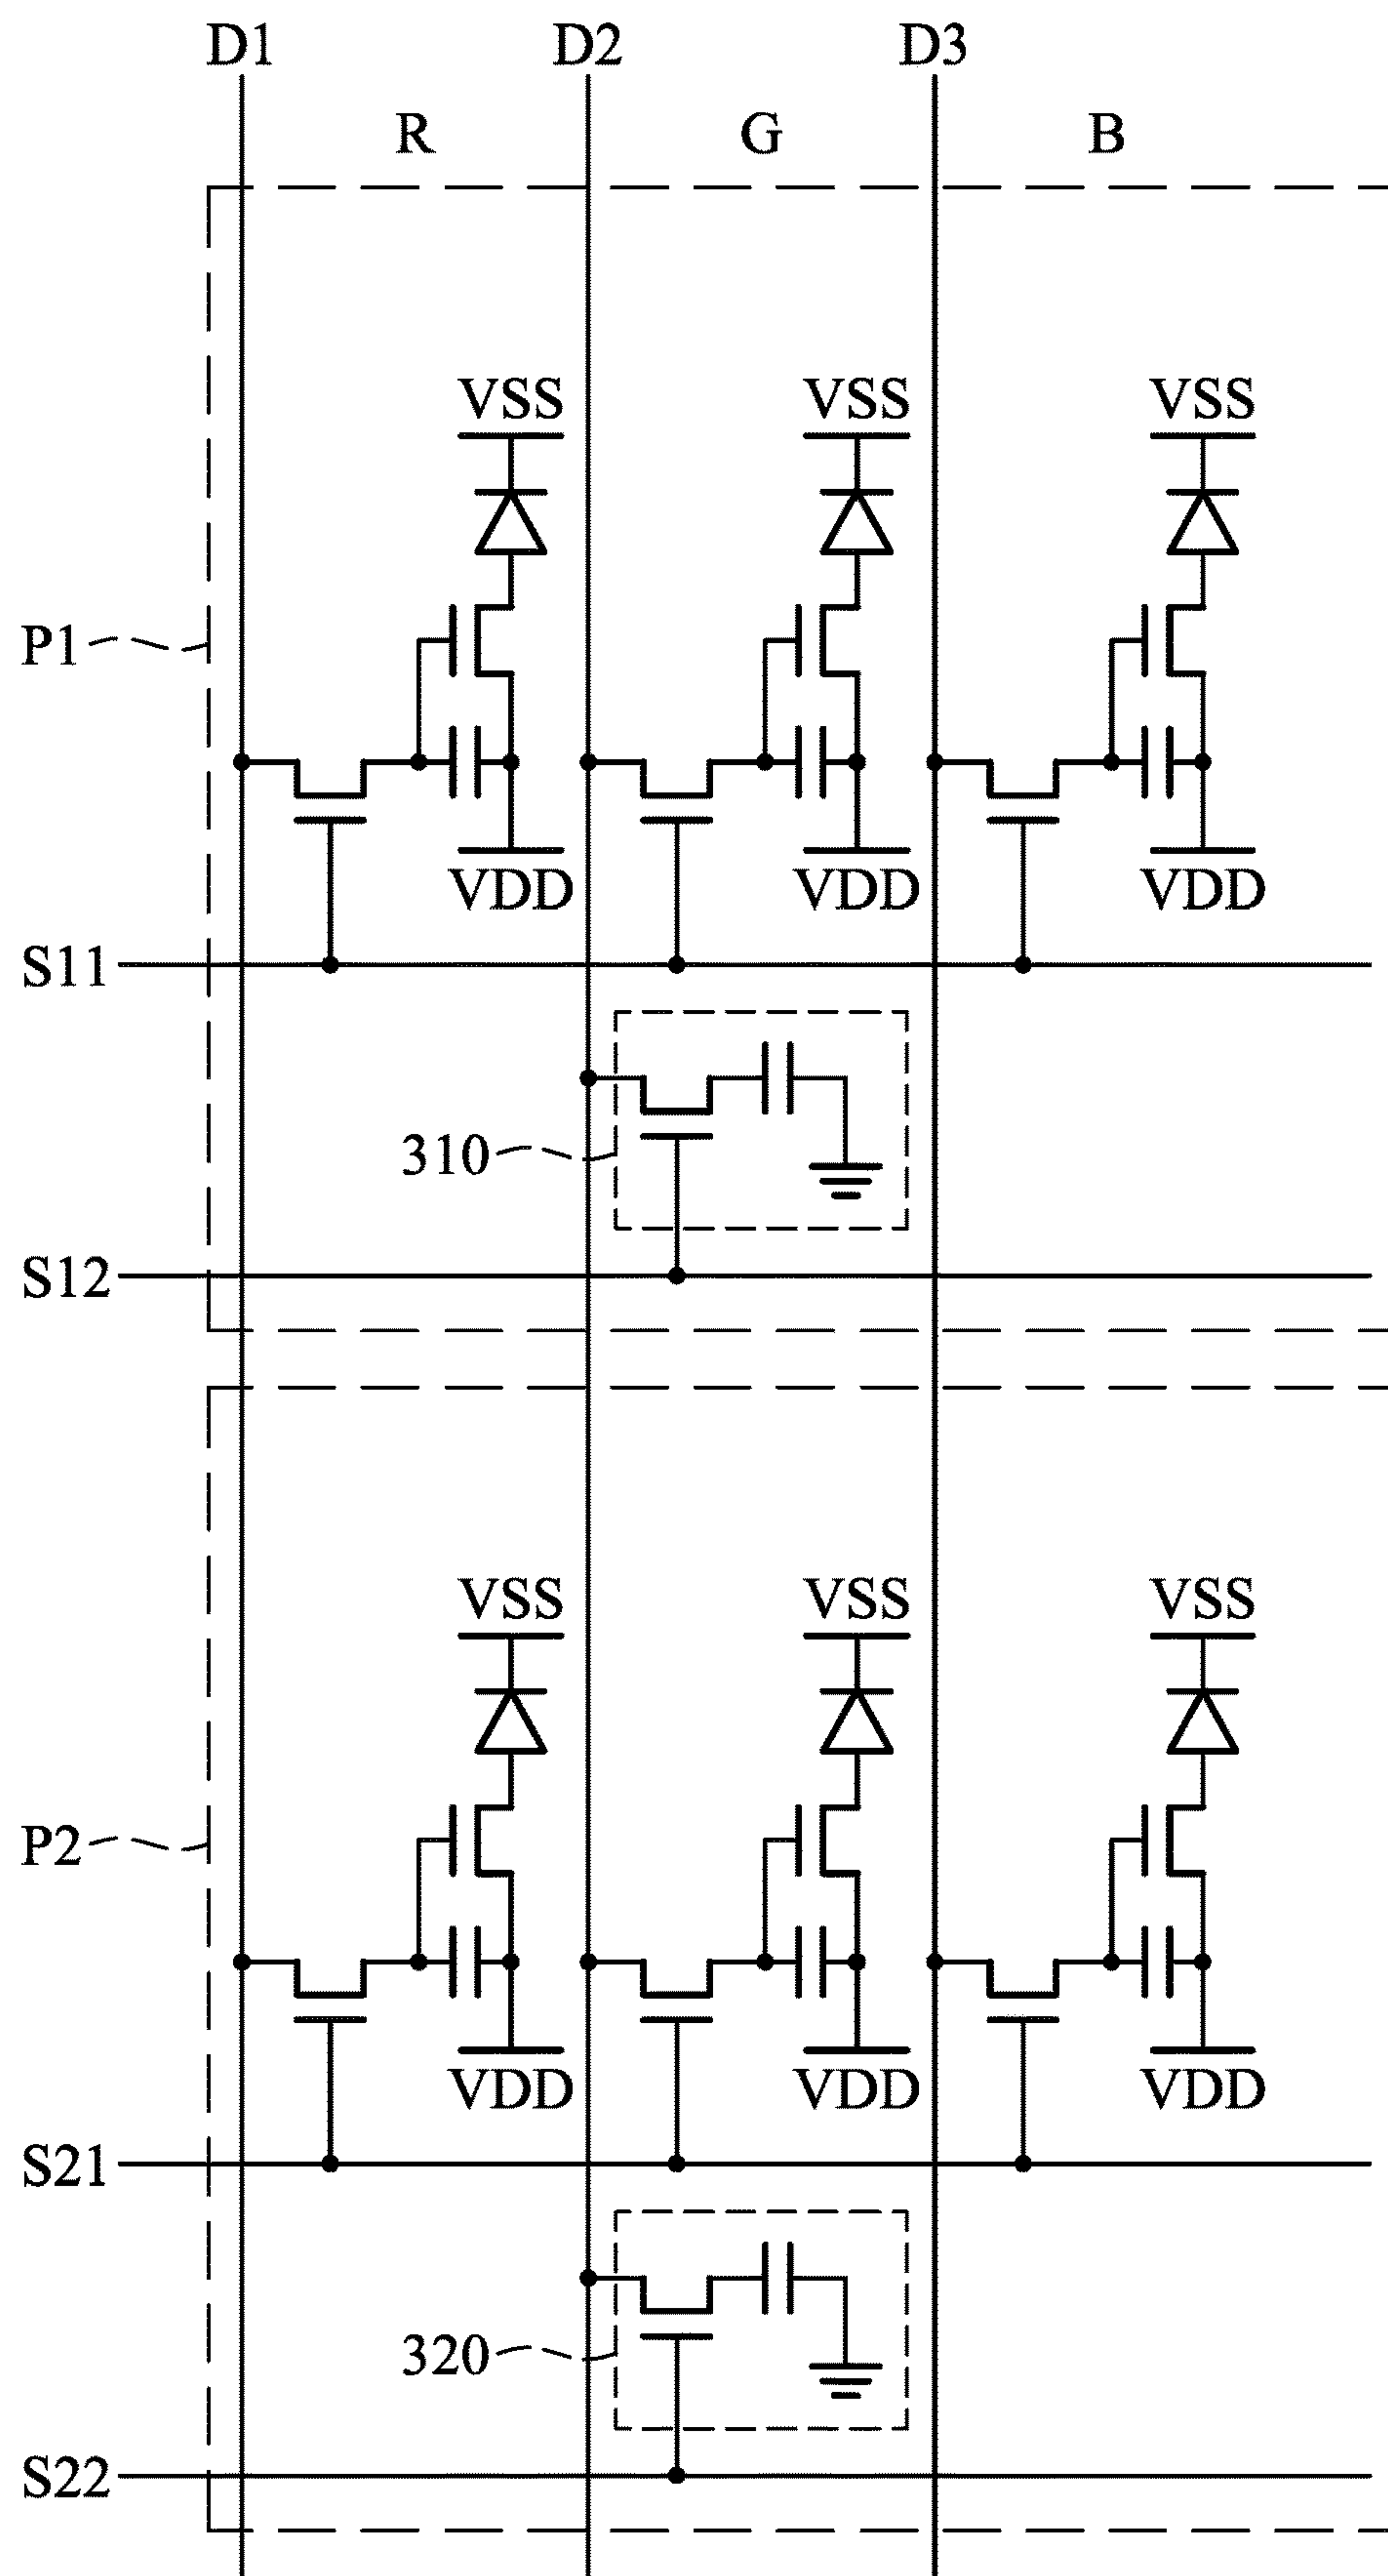 D1 D2 D3
R G B
VSS VSS VSS
P1
VDD VDD VDD
S11
310
S12
VSS VSS VSS
P2
VDD VDD VDD
S21
320
S22